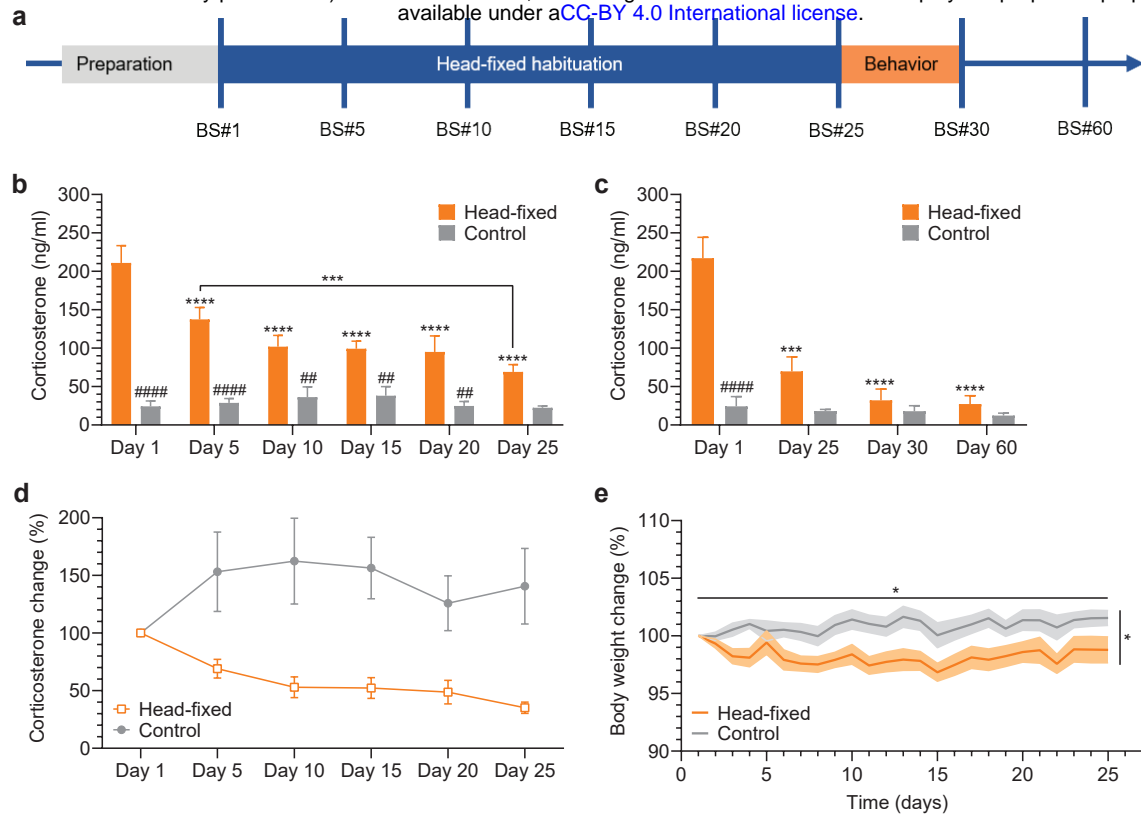 available under aCC-BY 4.0 International license.
a
Preparation Head-fixed habituation Behavior
BS#1 BS#5 BS#10 BS#15 BS#20 BS#25 BS#30 BS#60
b
Corticosterone (ng/ml)
300
250
200
150
100
50
0
Head-fixed
Control
***
**** **** **** **** ****
#### #### ## ## ##
Day 1 Day 5 Day 10 Day 15 Day 20 Day 25
c
Corticosterone (ng/ml)
300
250
200
150
100
50
0
Head-fixed
Control
*** **** ****
####
Day 1 Day 25 Day 30 Day 60
d
Corticosterone change (%)
200
150
100
50
0
Head-fixed
Control
Day 1 Day 5 Day 10 Day 15 Day 20 Day 25
e
Body weight change (%)
110
105
100
95
90
*
*
Head-fixed
Control
0 5 10 15 20 25
Time (days)